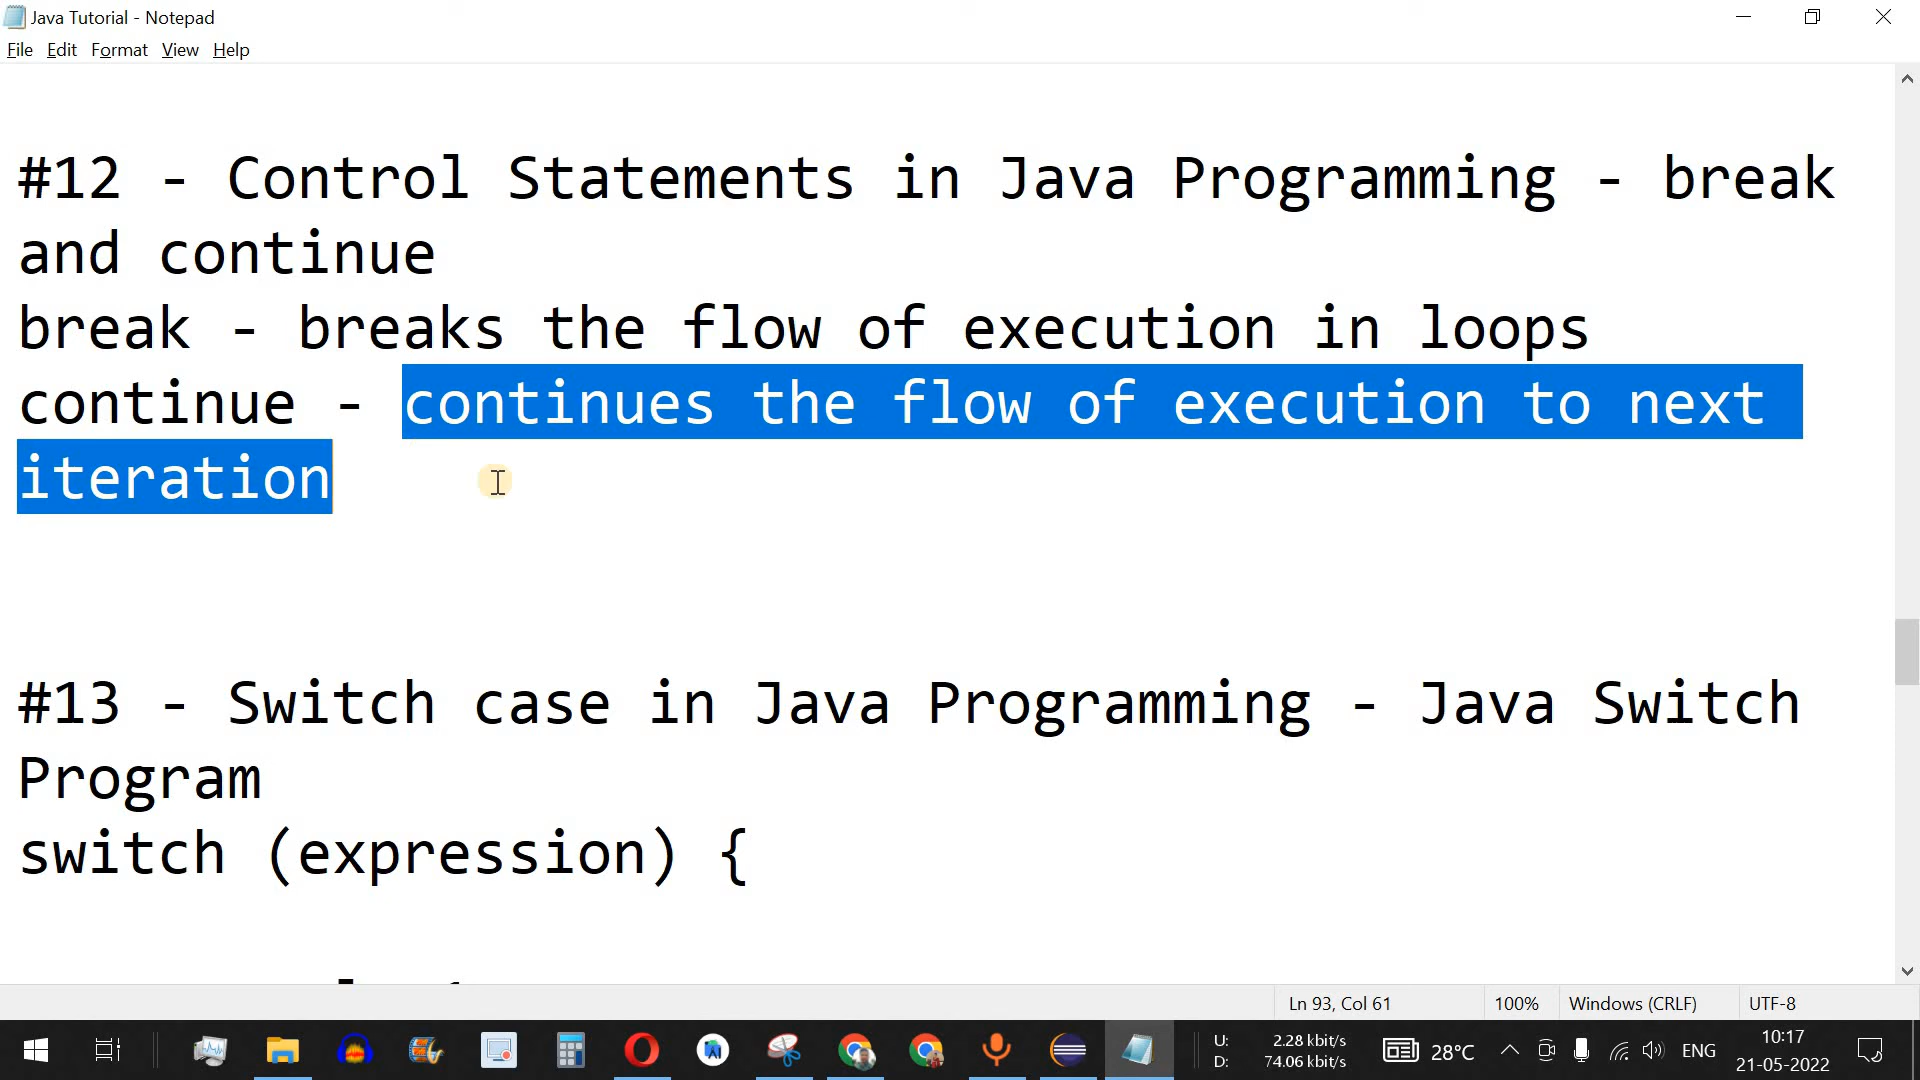 Java Tutorial - Notepad
File Edit Format View Help
#12 - Control Statements in Java Programming - break
and continue
break - breaks the flow of execution in loops
continue - continues the flow of execution to next
iteration
#13 - Switch case in Java Programming - Java Switch
Program
switch (expression) {
Ln 93, Col 61 100% Windows (CRLF) UTF-8
U: 2.28 kbit/s
D: 74.06 kbit/s
28°C
ENG
10:17
21-05-2022